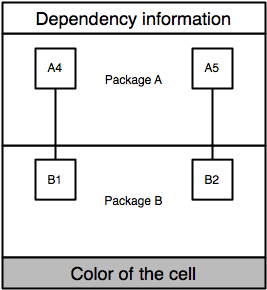 Dependency information
A4
A5
Package A
B1
B2
Package B
Color of the cell